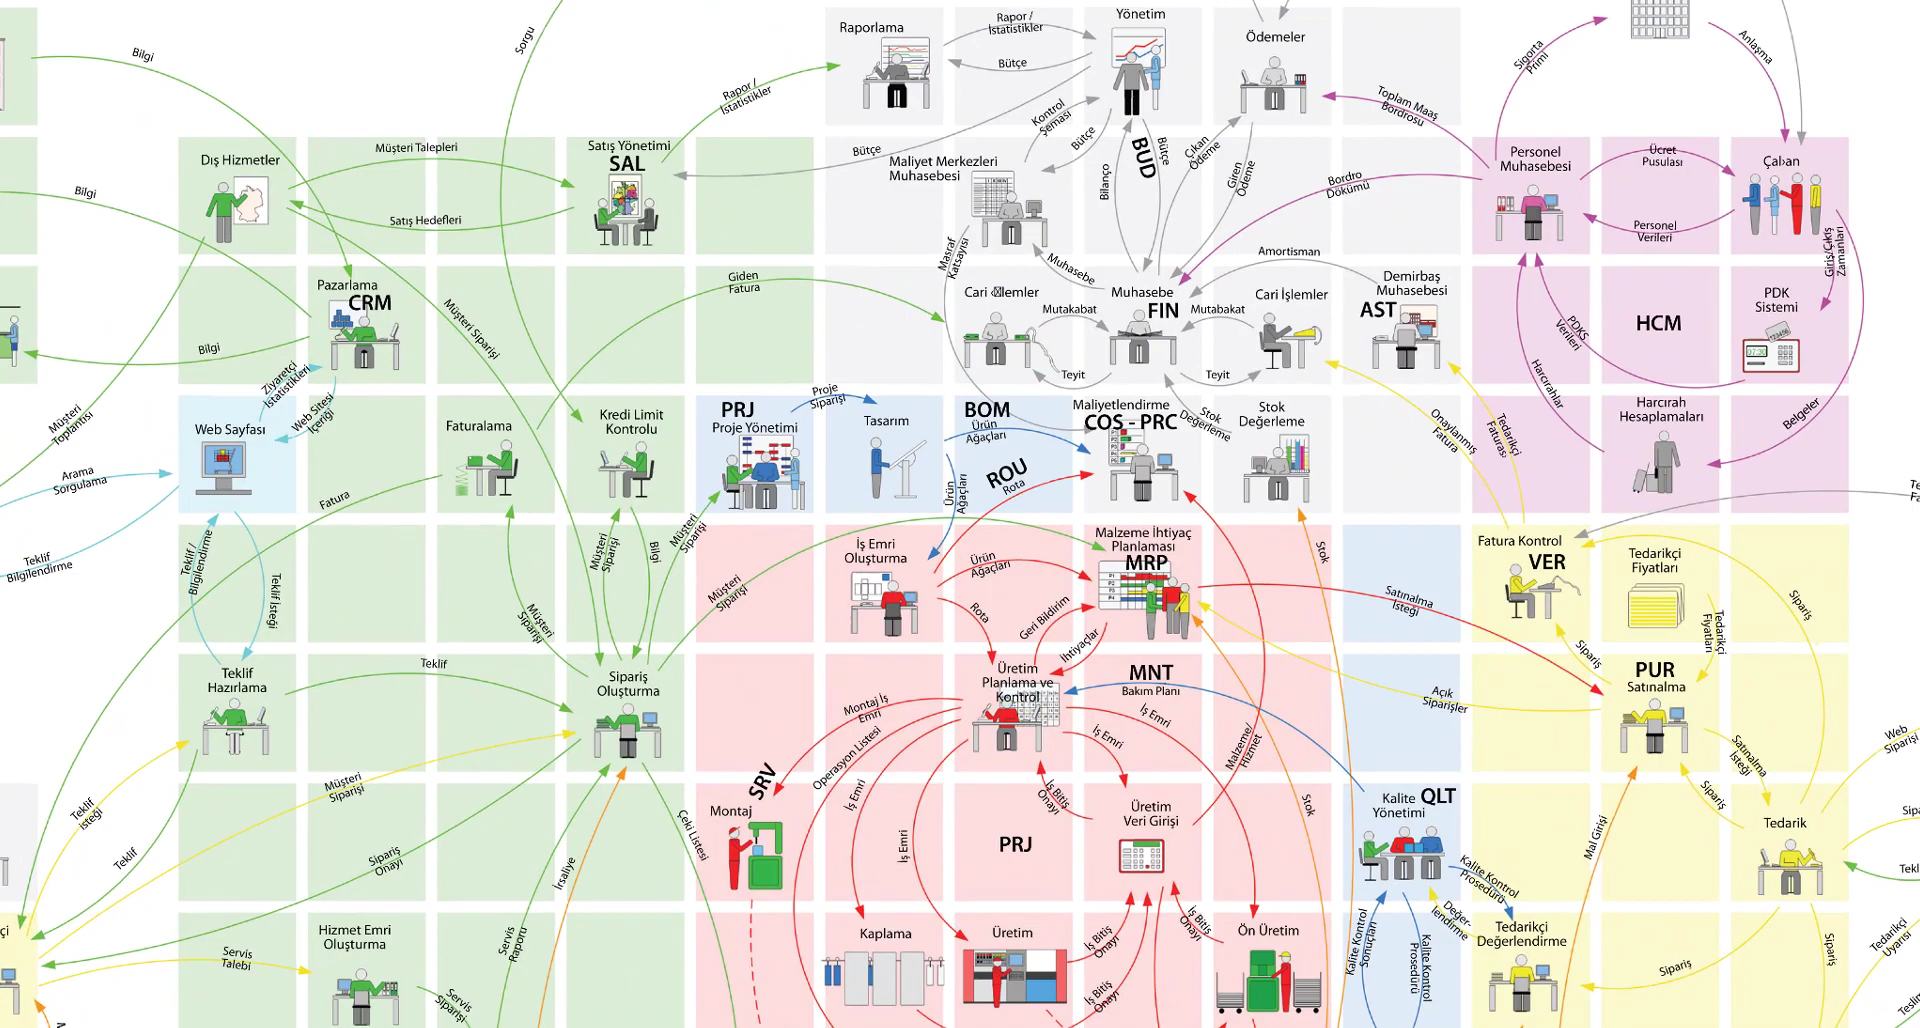 Raporlama
Rapor /
İstatistikler
Bütçe
Yönetim
Ödemeler
Sorgu
Bilgi
Rapor /
İstatistikler
Kontrol
Şeması
Bütçe
Toplam Maaş
Bordrosu
Sigorta
Primi
Anlaşma
Dış Hizmetler
Müşteri Talepleri
Satış Hedefleri
Satış Yönetimi
SAL
Bütçe
Maliyet Merkezleri
Muhasebesi
Bilanço
BUD
Bütçe
Çıkan
Ödeme
Giren
Ödeme
Bordro
Dökümü
Personel
Muhasebesi
Ücret
Pusulası
Personel
Verileri
Giriş/Çıkış
Zamanları
Bilgi
Pazarlama
CRM
Müşteri Siparişi
Giden
Fatura
Masraf
Katsayısı
Muhasebe
Cari
Mutakabat
Teyit
Muhasebe
FIN
Mutabakat
Teyit
Cari İşlemler
Amortisman
Demirbaş
Muhasebesi
AST
PDKS
Verileri
HCM
PDK
Sistemi
Harcırahlar
Belgeler
Bilgi
Ziyaretçi
İstatistikleri
Web Sitesi
İçeriği
Müşteri
Toplantısı
Web Sayfası
Arama
Sorgulama
Teklif
Bilgilendirme
Faturalama
Fatura
Kredi Limit
Kontrolu
PRJ
Proje Yönetimi
Proje
Siparişi
Tasarım
BOM
Ürün
Ağaçları
Ürün
Ağaçları
ROU
Rota
Maliyetlendirme
COS - PRC
Stok
Değerleme
Stok
Değerleme
Onaylanmış
Fatura
Tedarikçi
Faturası
Harcırah
Hesaplamaları
Teklif /
Bilgilendirme
Teklif İsteği
Müşteri
Siparişi
Müşteri
Siparişi
Bilgi
Müşteri
Siparişi
Müşteri
Siparişi
İş Emri
Oluşturma
Ürün
Ağaçları
Rota
Geri Bildirim
İhtiyaçlar
Malzeme İhtiyaç
Planlaması
MRP
Stok
Satınalma
İsteği
Fatura Kontrol
VER
Tedarikçi
Fiyatları
Tedarikçi
Fiyatları
Sipariş
Sipariş
Teklif
Hazırlama
Teklif
Sipariş
Oluşturma
Üretim
Planlama ve
Kontrol
MNT
Bakım Planı
Açık
Siparişler
PUR
Satınalma
Montaj İş
Emri
Operasyon Listesi
İş Emri
İş Emri
İş Emri
İş Emri
Malzeme/
Hizmet
Satınalma
İsteği
Sipariş
Web
Siparişi
Teklif
isteği
Teklif
Müşteri
Siparişi
Sipariş
Onayı
İrsaliye
Çeki Listesi
SRV
Montaj
PRJ
İş Bitiş
Onayı
Üretim
Veri Girişi
Stok
Kalite
Yönetimi
QLT
Kalite Kontrol
Prosedürü
Değer-
lendirme
Mal Girişi
Tedarik
Hizmet Emri
Oluşturma
Servis
Talebi
Servis
Siparişi
Servis
Raporu
Kaplama
Üretim
İş Bitiş
Onayı
İş Bitiş
Onayı
İş Bitiş
Onayı
Ön Üretim
Kalite Kontrol
Sonuçları
Kalite Kontrol
Prosedürü
Tedarikçi
Değerlendirme
Sipariş
Sipariş
Tedarikçi
Uyarısı